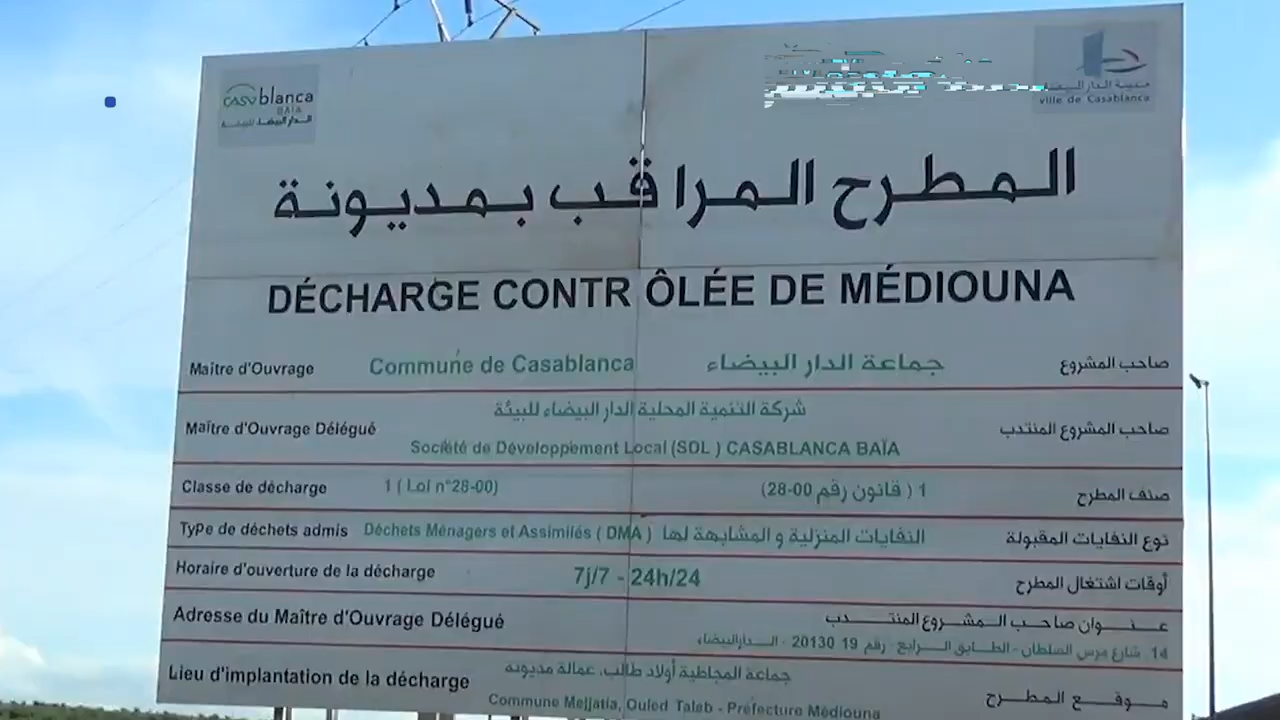 CASAblanca
BAÏA
الدار البيضاء للبيئة
مدينة الدار البيضاء
ville de Casablanca
المطرح المراقب بمديونة
DÉCHARGE CONTRÔLÉE DE MÉDIOUNA
Maître d'Ouvrage Commune de Casablanca جماعة الدار البيضاء صاحب المشروع
شركة التنمية المحلية الدار البيضاء للبيئة
Maître d'Ouvrage Délégué صاحب المشروع المنتدب
Société de Développement Local (SDL ) CASABLANCA BAÏA
Classe de décharge 1 ( Loi n°28-00) 1 ( قانون رقم 00-28) صنف المطرح
Type de déchets admis Déchets Ménagers et Assimilés ( DMA ) النفايات المنزلية و المشابهة لها نوع النفايات المقبولة
Horaire d'ouverture de la décharge 7j/7 - 24h/24 أوقات اشتغال المطرح
Adresse du Maître d'Ouvrage Délégué عنوان صاحب المشروع المنتدب
14، شارع مرس السلطان - الطابق الرابع - رقم 19 20130 - الدارالبيضاء
Lieu d'implantation de la décharge جماعة المجاطية أولاد طالب، عمالة مديونة موقع المطرح
Commune Mejjatia, Ouled Taleb - Préfecture Médiouna